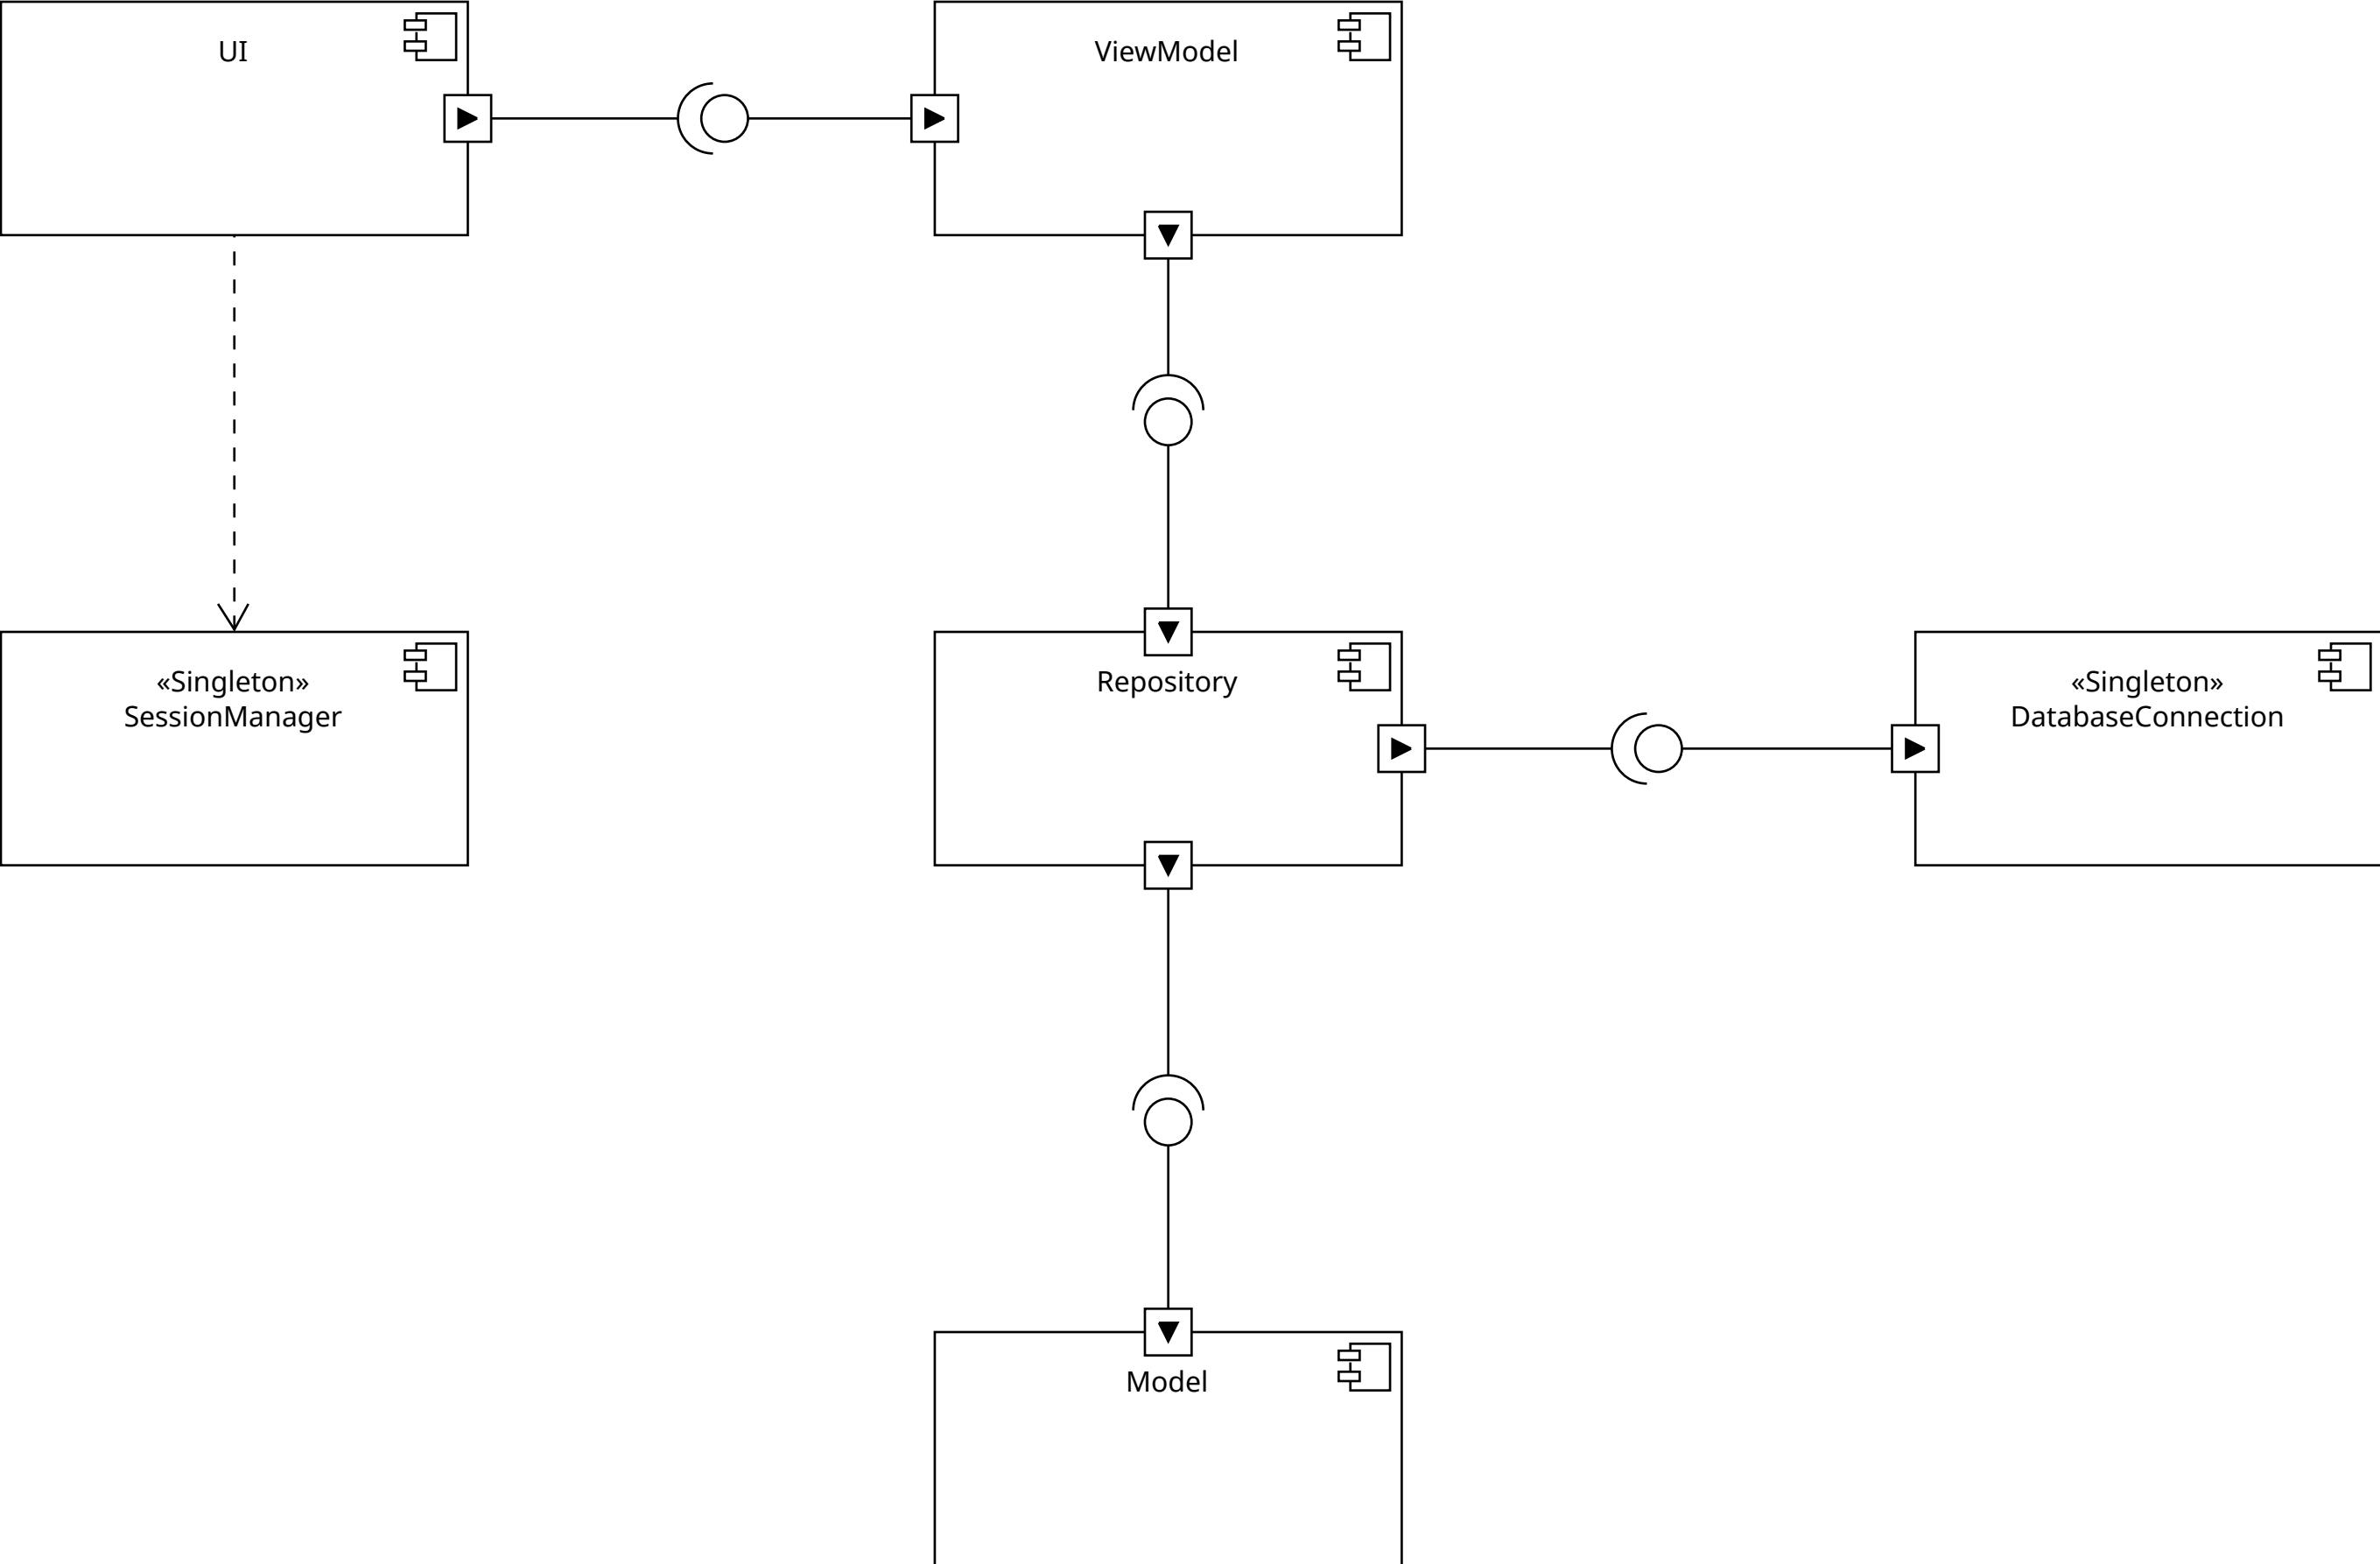 UI
ViewModel
«Singleton»
SessionManager
Repository
«Singleton»
DatabaseConnection
Model